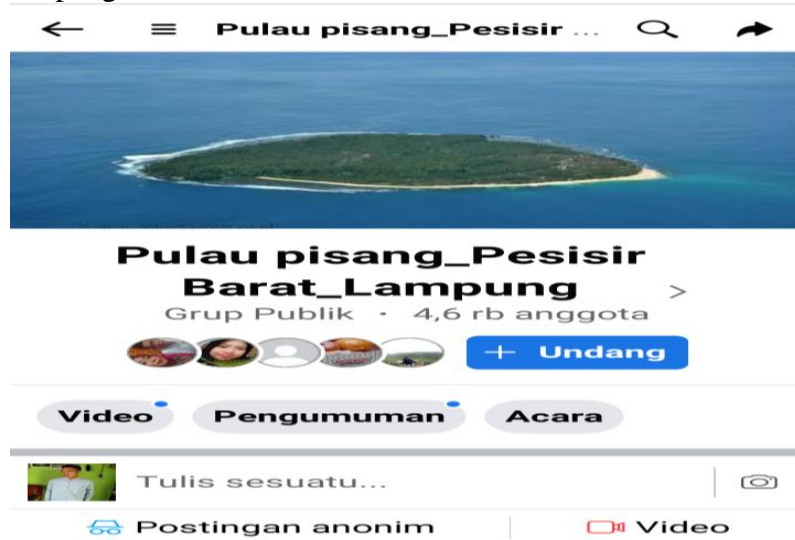 Pulau pisang_Pesisir ...
Pulau pisang_Pesisir
Barat_Lampung >
Grup Publik · 4,6 rb anggota
+ Undang
Video
Pengumuman
Acara
Tulis sesuatu...
Postingan anonim
Video